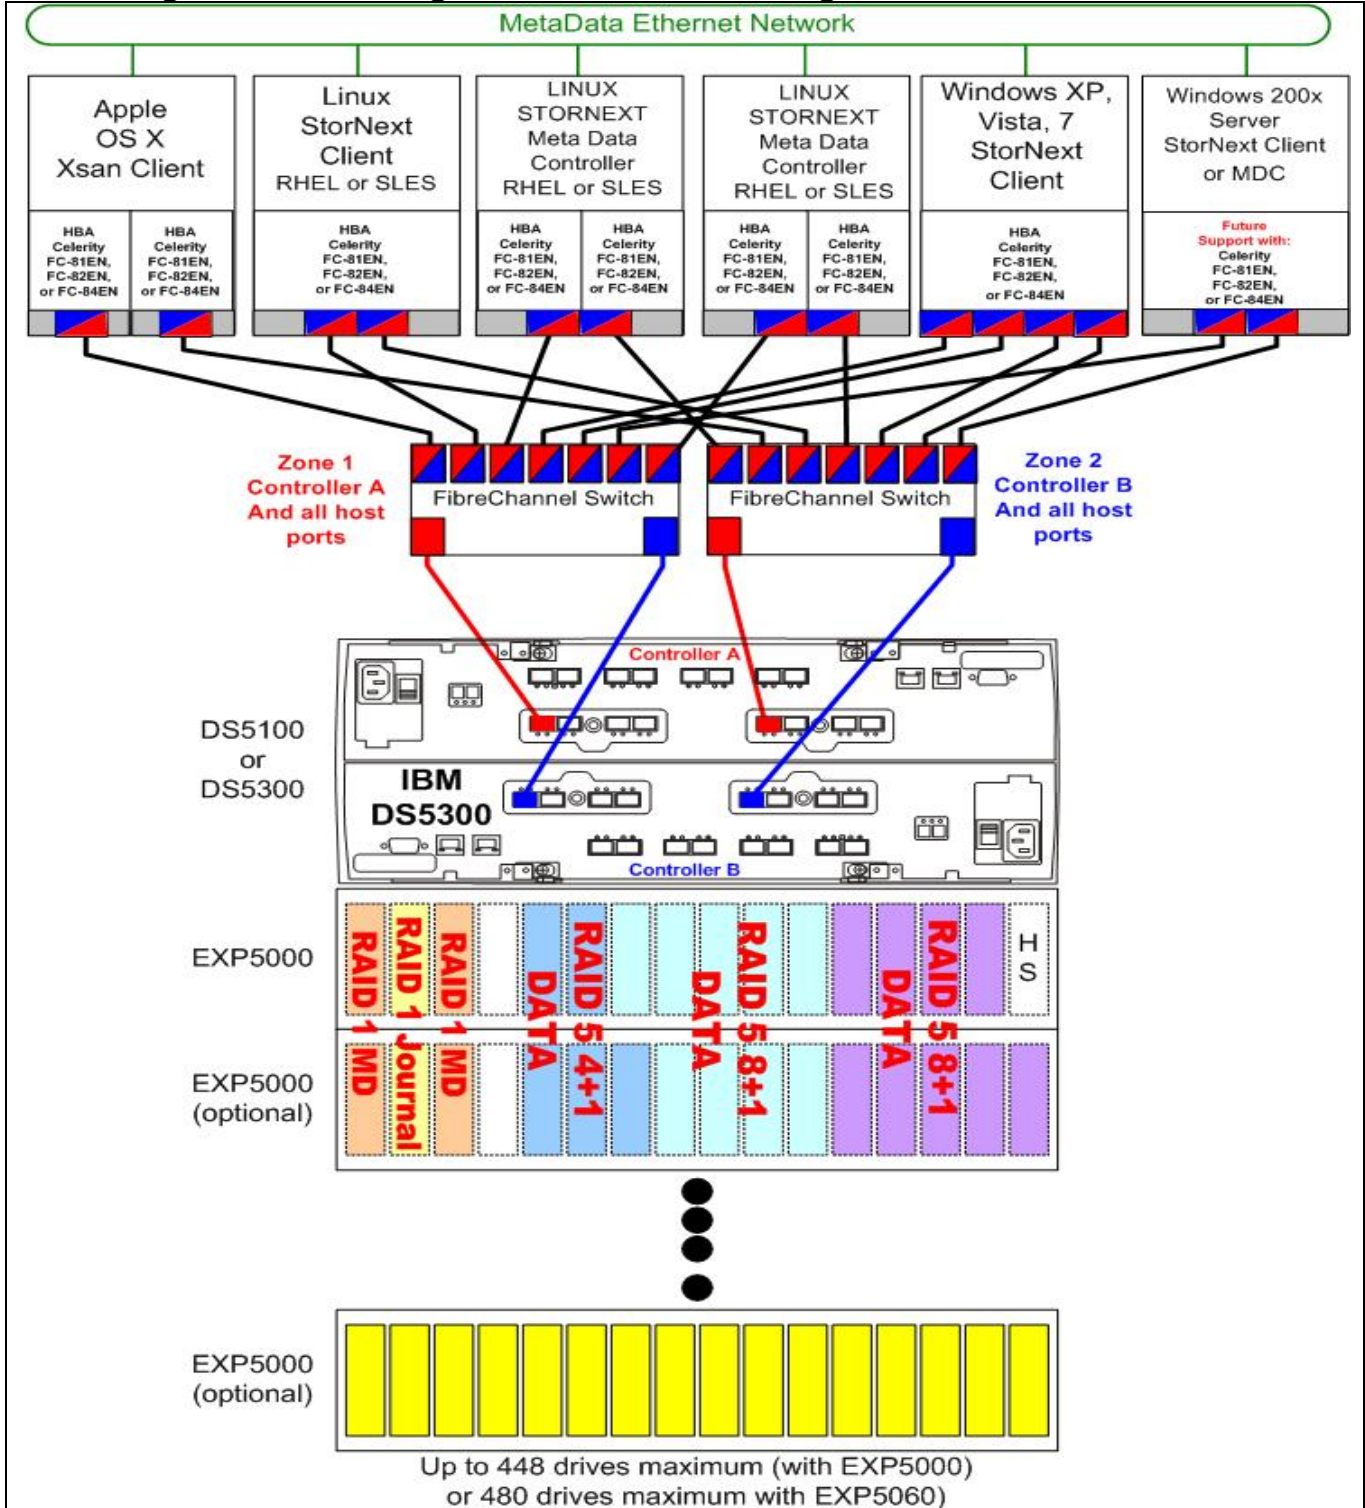 MetaData Ethernet Network
Apple
OS X
Xsan Client
Linux
StorNext
Client
RHEL or SLES
LINUX
STORNEXT
Meta Data
Controller
RHEL or SLES
LINUX
STORNEXT
Meta Data
Controller
RHEL or SLES
Windows XP,
Vista, 7
StorNext
Client
Windows 200x
Server
StorNext Client
or MDC
HBA
Celerity
FC-81EN,
FC-82EN,
or FC-84EN
HBA
Celerity
FC-81EN,
FC-82EN,
or FC-84EN
HBA
Celerity
FC-81EN,
FC-82EN,
or FC-84EN
HBA
Celerity
FC-81EN,
FC-82EN,
or FC-84EN
HBA
Celerity
FC-81EN,
FC-82EN,
or FC-84EN
HBA
Celerity
FC-81EN,
FC-82EN,
or FC-84EN
HBA
Celerity
FC-81EN,
FC-82EN,
or FC-84EN
HBA
Celerity
FC-81EN,
FC-82EN,
or FC-84EN
Future
Support with:
Celerity
FC-81EN,
FC-82EN,
or FC-84EN
Zone 1
Controller A
And all host
ports
FibreChannel Switch
FibreChannel Switch
Zone 2
Controller B
And all host
ports
Controller A
DS5100
or
DS5300
IBM
DS5300
Controller B
EXP5000
RAID 1 MD
RAID 1 Journal
RAID 1 MD
RAID 5 4+1
DATA
RAID 5 8+1
DATA
RAID 5 8+1
DATA
H
S
EXP5000
(optional)
EXP5000
(optional)
Up to 448 drives maximum (with EXP5000)
or 480 drives maximum with EXP5060)